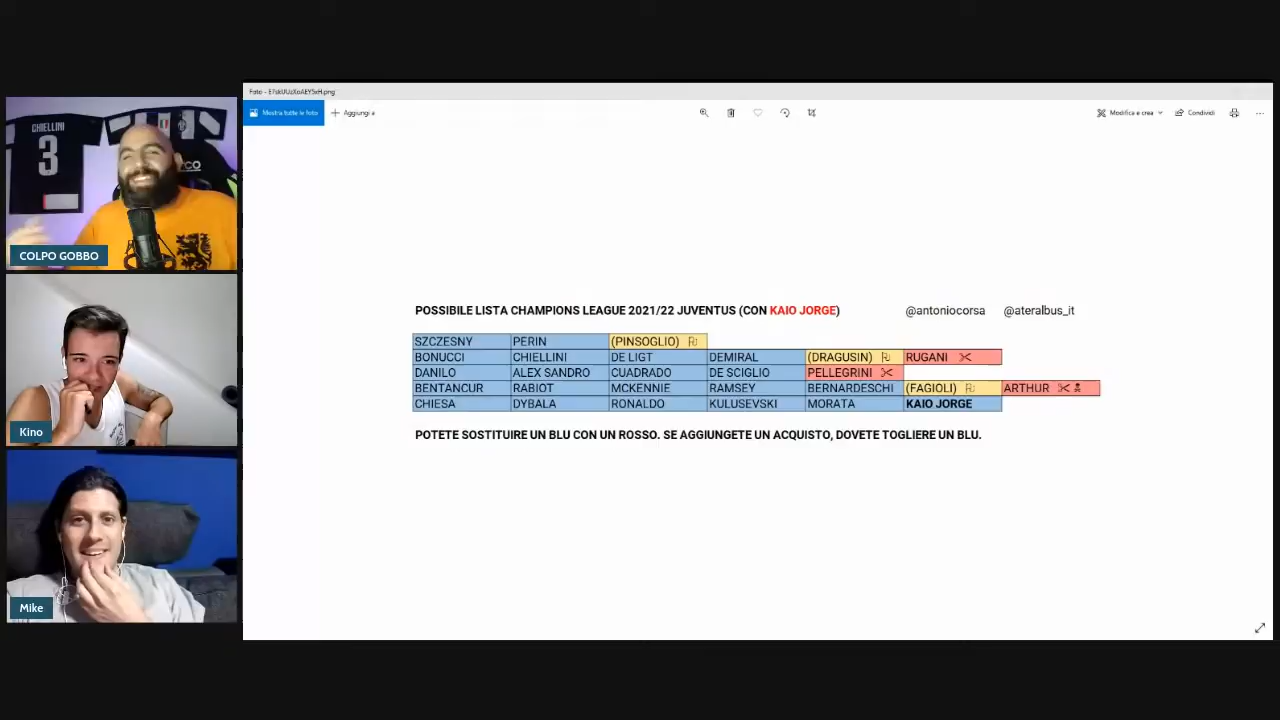 Foto - E7skUUzXoAEY5xH.png
Mostra tutte le foto Aggiungi a Modifica e crea Condividi
CHIELLINI
3
COLPO GOBBO
Kino
Mike
POSSIBILE LISTA CHAMPIONS LEAGUE 2021/22 JUVENTUS (CON KAIO JORGE) @antoniocorsa @ateralbus_it
SZCZESNY PERIN (PINSOGLIO)
BONUCCI CHIELLINI DE LIGT DEMIRAL (DRAGUSIN) RUGANI
DANILO ALEX SANDRO CUADRADO DE SCIGLIO PELLEGRINI
BENTANCUR RABIOT MCKENNIE RAMSEY BERNARDESCHI (FAGIOLI) ARTHUR
CHIESA DYBALA RONALDO KULUSEVSKI MORATA KAIO JORGE
POTETE SOSTITUIRE UN BLU CON UN ROSSO. SE AGGIUNGETE UN ACQUISTO, DOVETE TOGLIERE UN BLU.